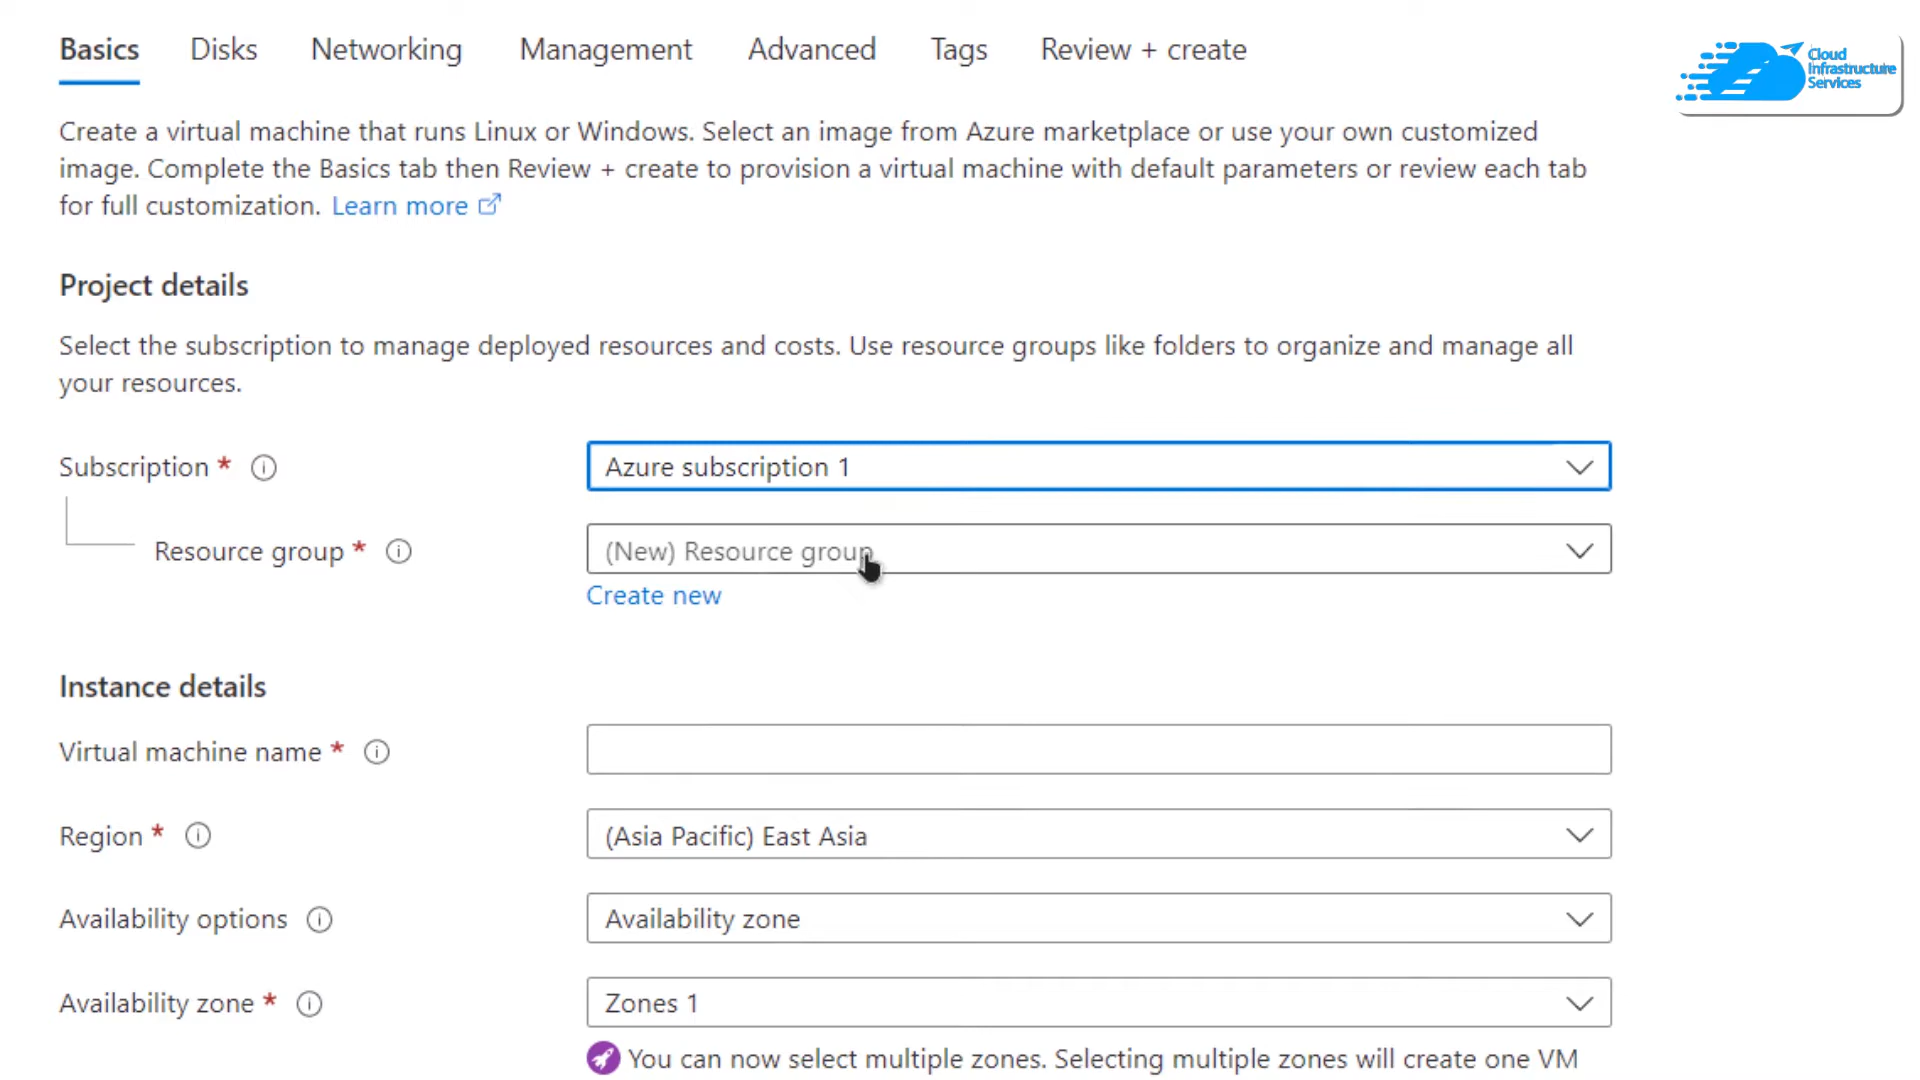 Basics Disks Networking Management Advanced Tags Review + create
Cloud
Infrastructure
Services
Create a virtual machine that runs Linux or Windows. Select an image from Azure marketplace or use your own customized
image. Complete the Basics tab then Review + create to provision a virtual machine with default parameters or review each tab
for full customization. Learn more
Project details
Select the subscription to manage deployed resources and costs. Use resource groups like folders to organize and manage all
your resources.
Subscription * Azure subscription 1
Resource group * (New) Resource group
Create new
Instance details
Virtual machine name *
Region * (Asia Pacific) East Asia
Availability options Availability zone
Availability zone * Zones 1
You can now select multiple zones. Selecting multiple zones will create one VM